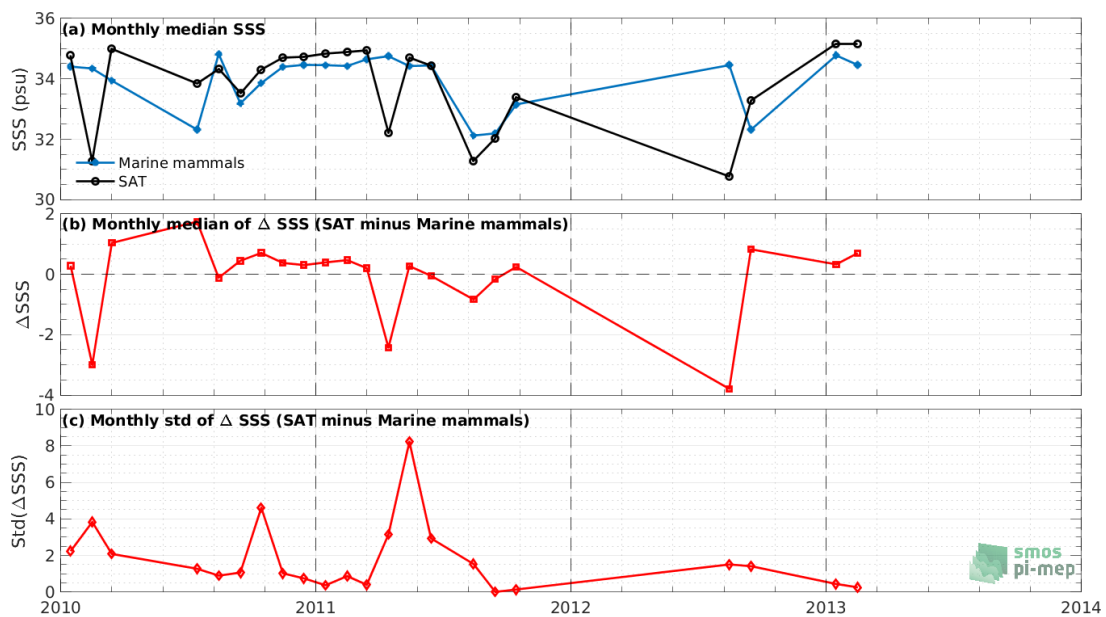 (a) Monthly median SSS
36
34
32
30
SSS (psu)
Marine mammals
SAT
(b) Monthly median of Δ SSS (SAT minus Marine mammals)
2
0
-2
-4
ΔSSS
(c) Monthly std of Δ SSS (SAT minus Marine mammals)
10
8
6
4
2
0
Std(ΔSSS)
2010
2011
2012
2013
2014
smos
pi-mep